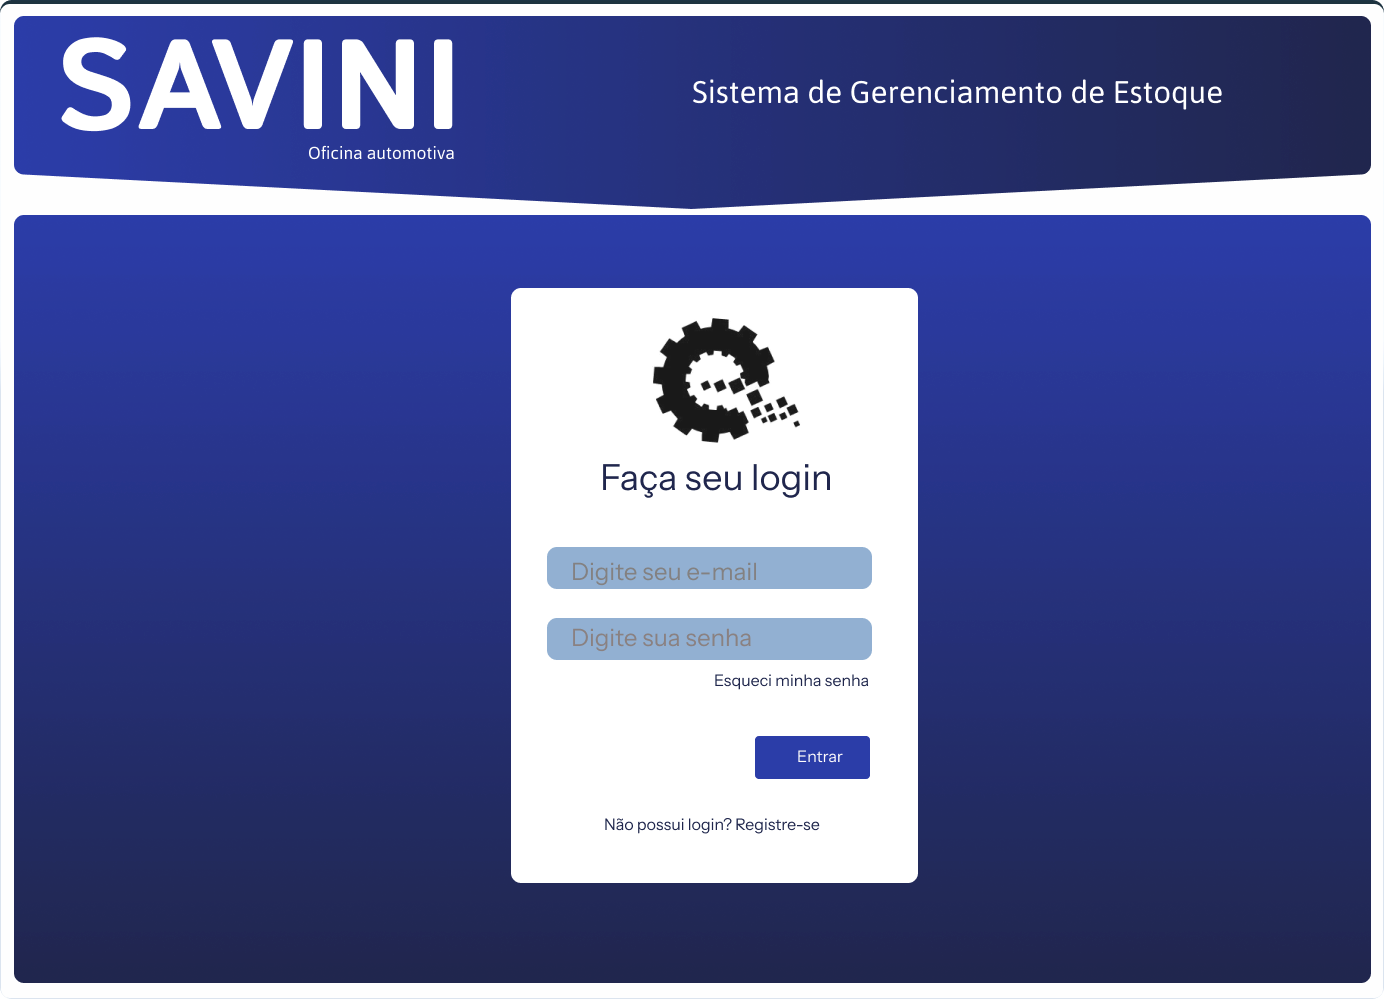 SAVINI
Oficina automotiva
Sistema de Gerenciamento de Estoque
Faça seu login
Digite seu e-mail
Digite sua senha
Esqueci minha senha
Entrar
Não possui login? Registre-se